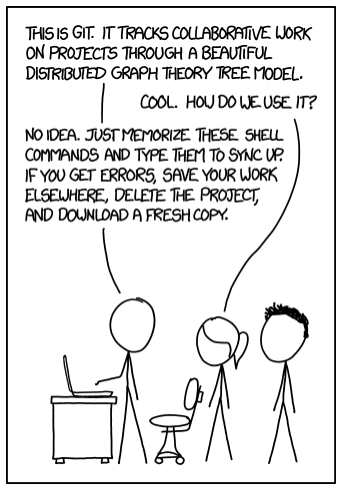 THIS IS GIT. IT TRACKS COLLABORATIVE WORK
ON PROJECTS THROUGH A BEAUTIFUL
DISTRIBUTED GRAPH THEORY TREE MODEL.
COOL. HOW DO WE USE IT?
NO IDEA. JUST MEMORIZE THESE SHELL
COMMANDS AND TYPE THEM TO SYNC UP.
IF YOU GET ERRORS, SAVE YOUR WORK
ELSEWHERE, DELETE THE PROJECT,
AND DOWNLOAD A FRESH COPY.